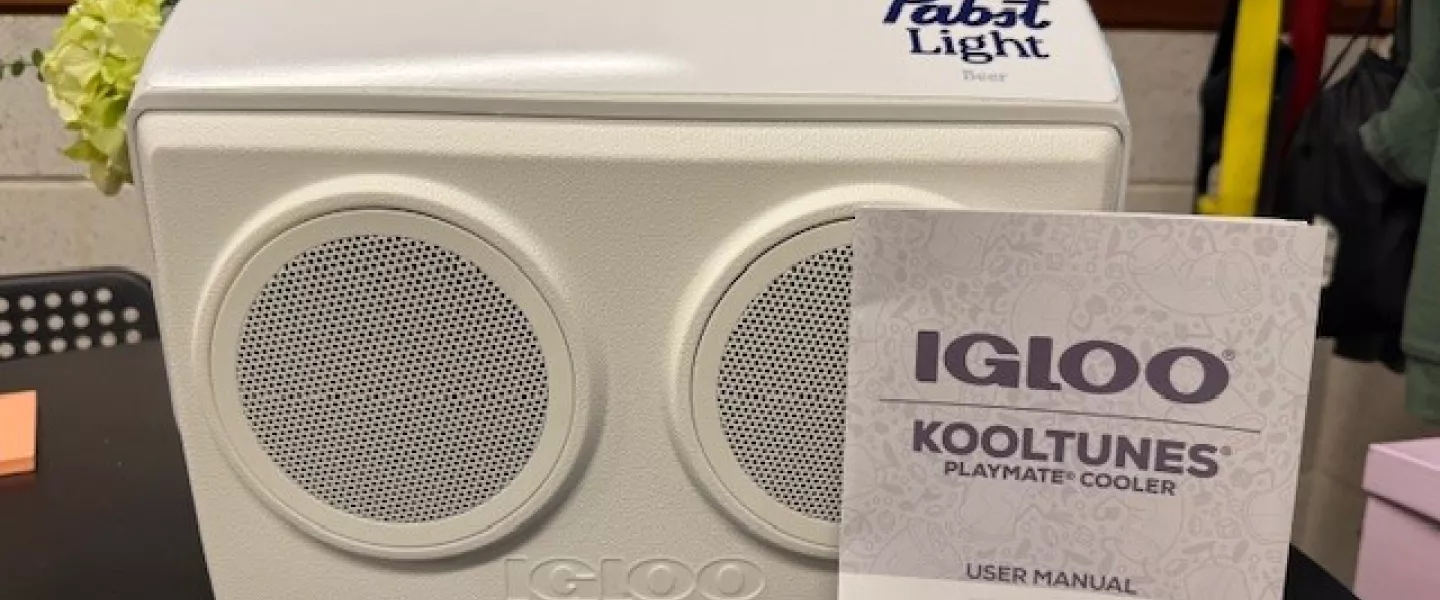 Pabst
Light
Beer
IGLOO®
KOOLTUNES®
PLAYMATE® COOLER
USER MANUAL
IGLOO